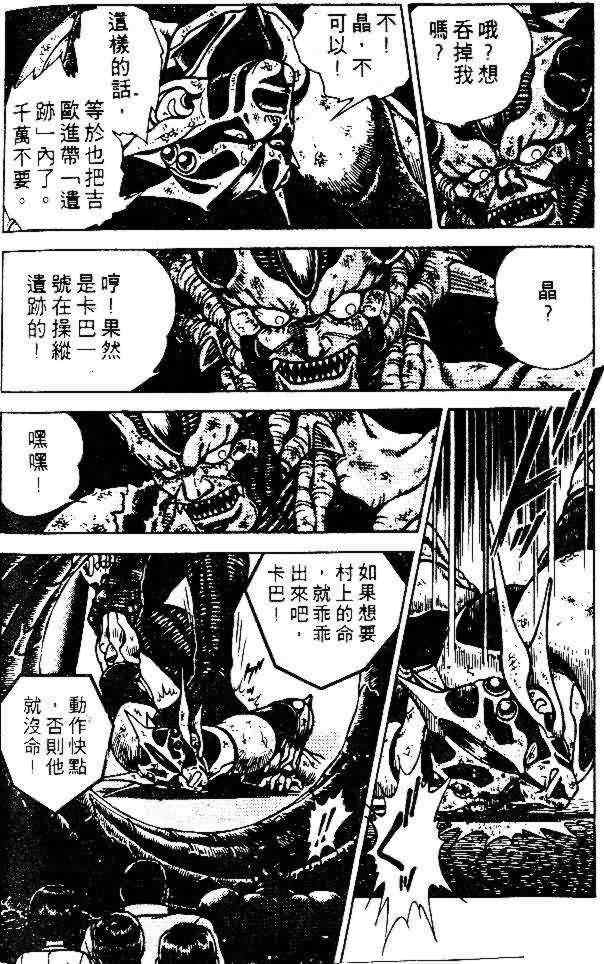 哦？想
吞掉我
嗎？
不！
晶，不
可以！
這樣的話，
等於也把吉
歐進帶「遺
跡」內了。
千萬不要。
晶？
哼！果然
是卡巴一
號在操縱
遺跡的！
嘿嘿！
如果想要
村上的命
，就乖乖
出來吧，
卡巴！
動作快點
，否則他
就沒命！